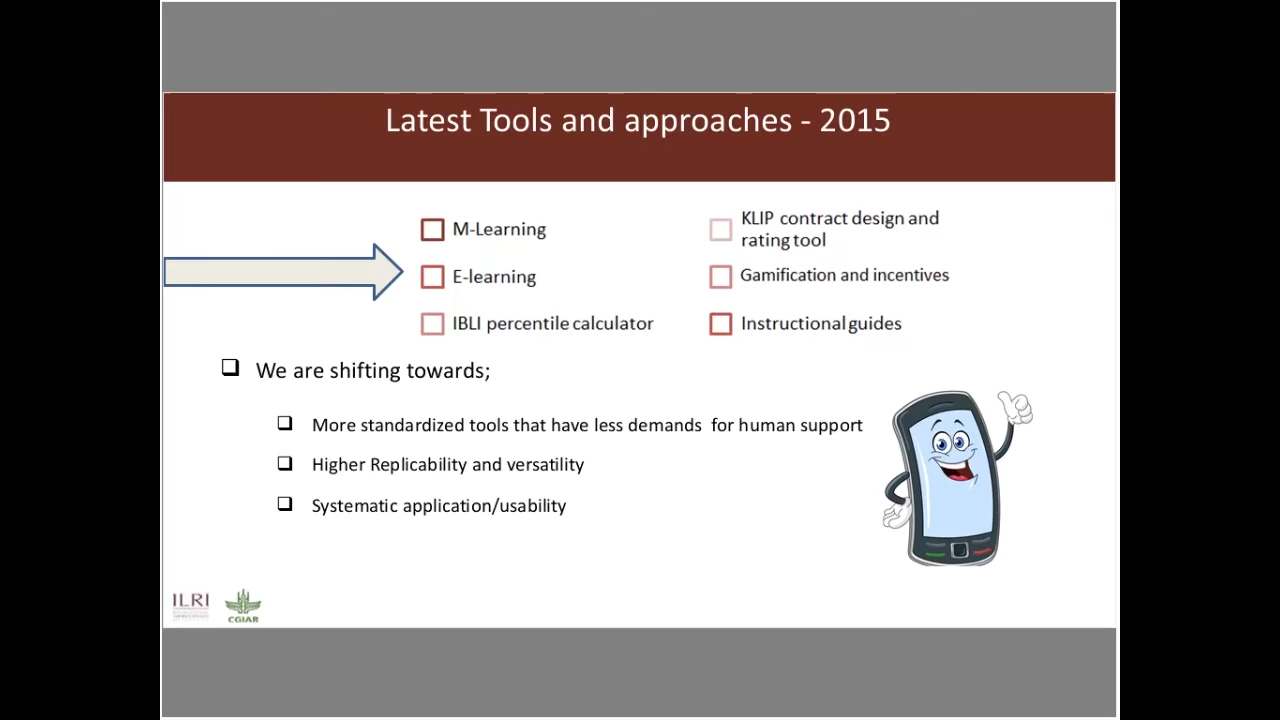 Latest Tools and approaches - 2015
M-Learning
E-learning
IBLI percentile calculator
KLIP contract design and
rating tool
Gamification and incentives
Instructional guides
We are shifting towards;
More standardized tools that have less demands for human support
Higher Replicability and versatility
Systematic application/usability
ILRI
CGIAR